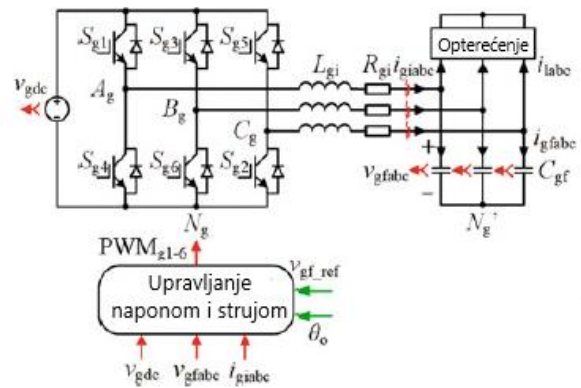 S_g1 S_g3 S_g5
L_gi R_gi i_giabc
Opterećenje
i_labc
v_gdc
A_g
B_g
C_g
i_gfabc
+
v_gfabc
C_gf
−
S_g4 S_g6 S_g2
N_g
N_g'
PWM_g1-6
v_gf_ref
Upravljanje
naponom i strujom
θ_o
v_gdc v_gfabc i_giabc